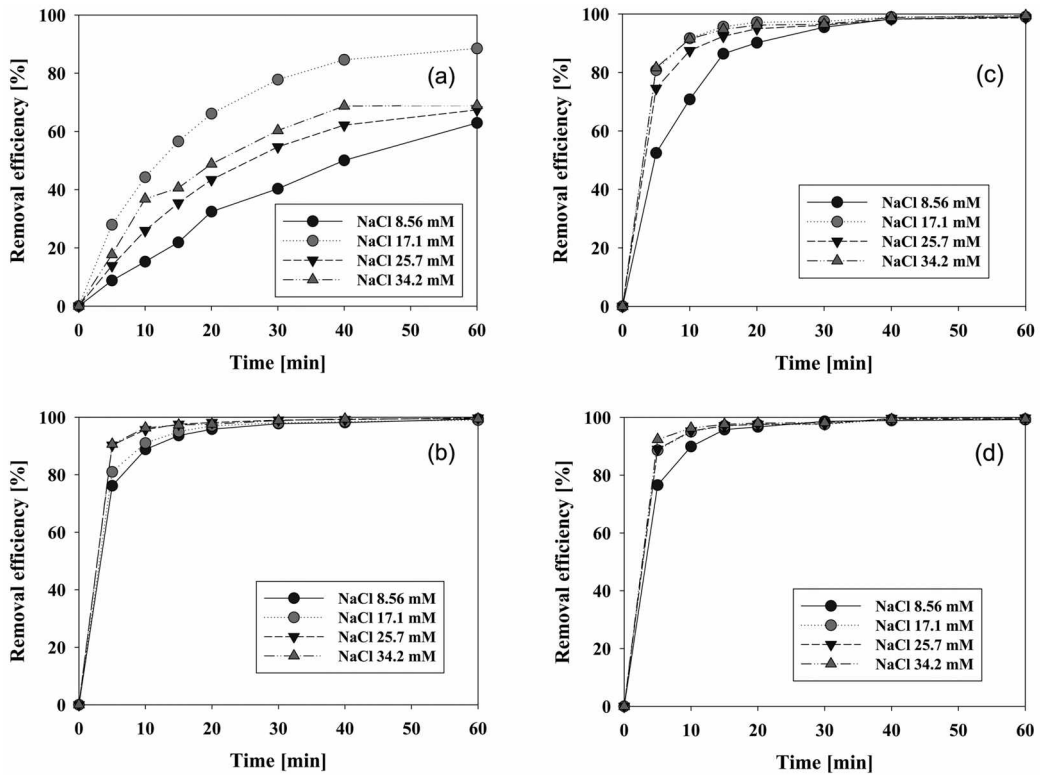 100
80
60
40
20
0
Removal efficiency [%]
(a)
NaCl 8.56 mM
NaCl 17.1 mM
NaCl 25.7 mM
NaCl 34.2 mM
0 10 20 30 40 50 60
Time [min]
100
80
60
40
20
0
Removal efficiency [%]
(c)
NaCl 8.56 mM
NaCl 17.1 mM
NaCl 25.7 mM
NaCl 34.2 mM
0 10 20 30 40 50 60
Time [min]
100
80
60
40
20
0
Removal efficiency [%]
(b)
NaCl 8.56 mM
NaCl 17.1 mM
NaCl 25.7 mM
NaCl 34.2 mM
0 10 20 30 40 50 60
Time [min]
100
80
60
40
20
0
Removal efficiency [%]
(d)
NaCl 8.56 mM
NaCl 17.1 mM
NaCl 25.7 mM
NaCl 34.2 mM
0 10 20 30 40 50 60
Time [min]